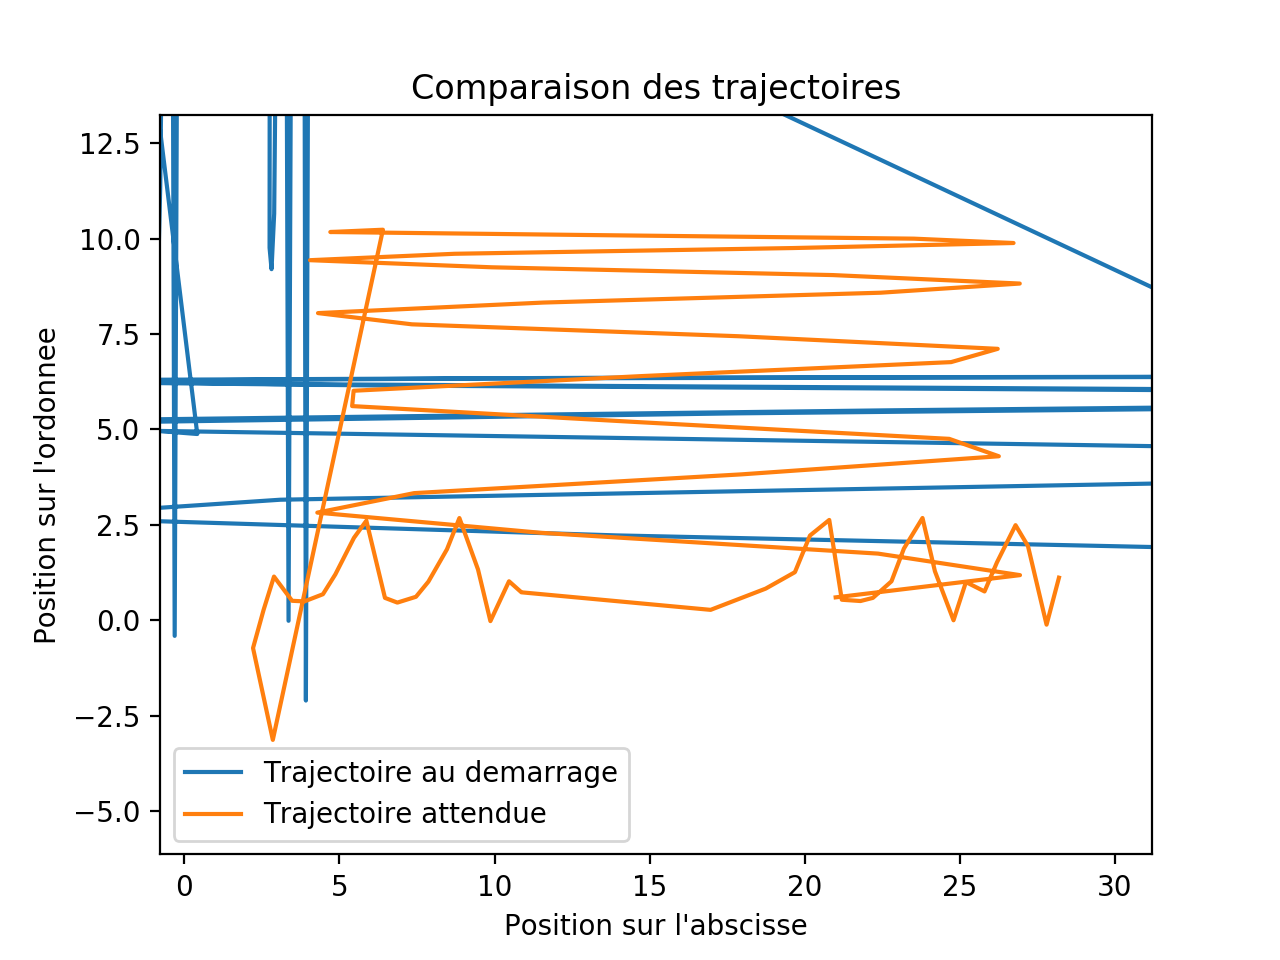 Comparaison des trajectoires
12.5
10.0
7.5
5.0
2.5
0.0
−2.5
−5.0
Position sur l'ordonnee
Trajectoire au demarrage
Trajectoire attendue
0 5 10 15 20 25 30
Position sur l'abscisse